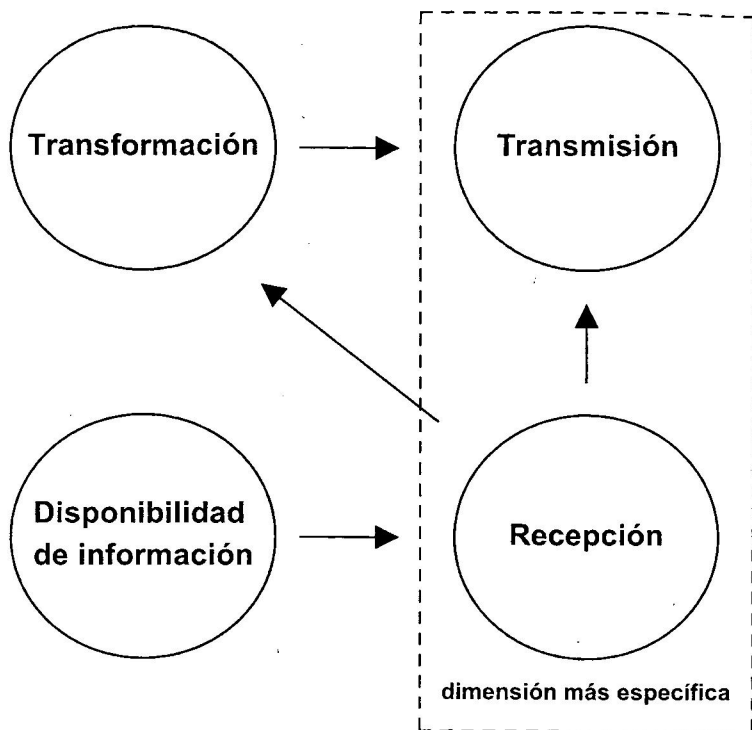 Transformación
Transmisión
Disponibilidad
de información
Recepción
dimensión más específica